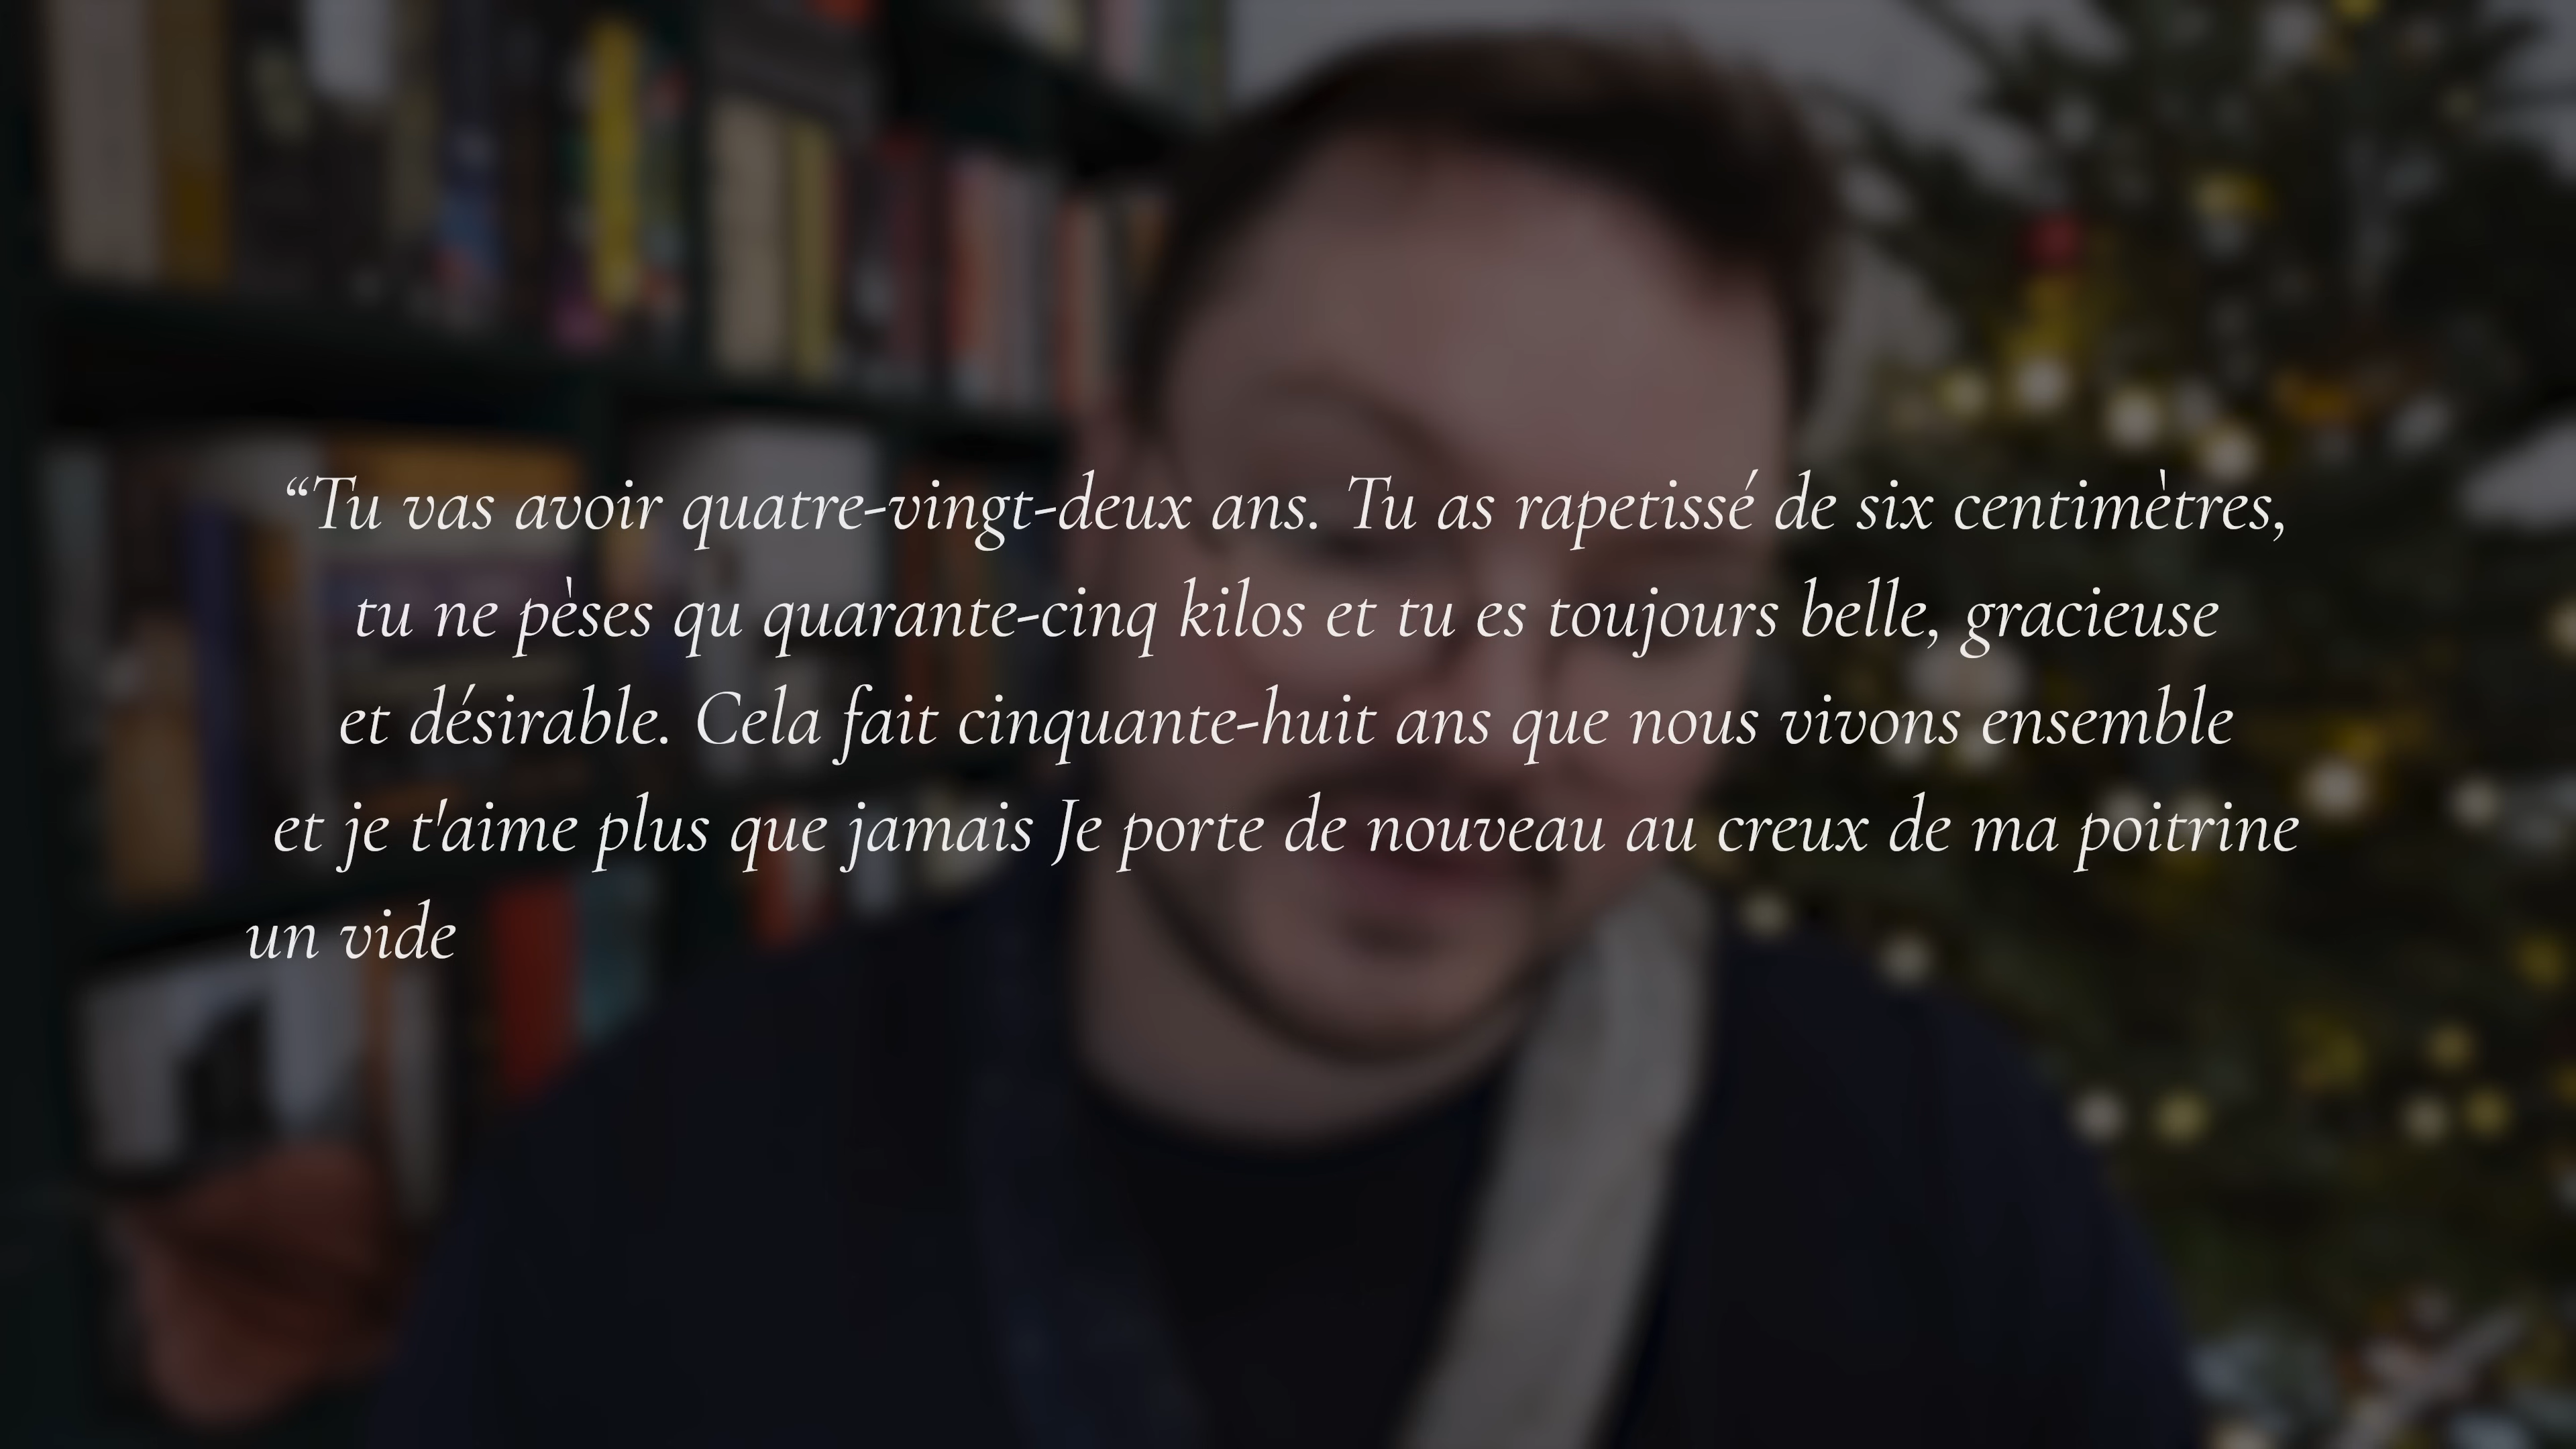 “Tu vas avoir quatre-vingt-deux ans. Tu as rapetissé de six centimètres,
tu ne pèses qu quarante-cinq kilos et tu es toujours belle, gracieuse
et désirable. Cela fait cinquante-huit ans que nous vivons ensemble
et je t'aime plus que jamais Je porte de nouveau au creux de ma poitrine
un vide